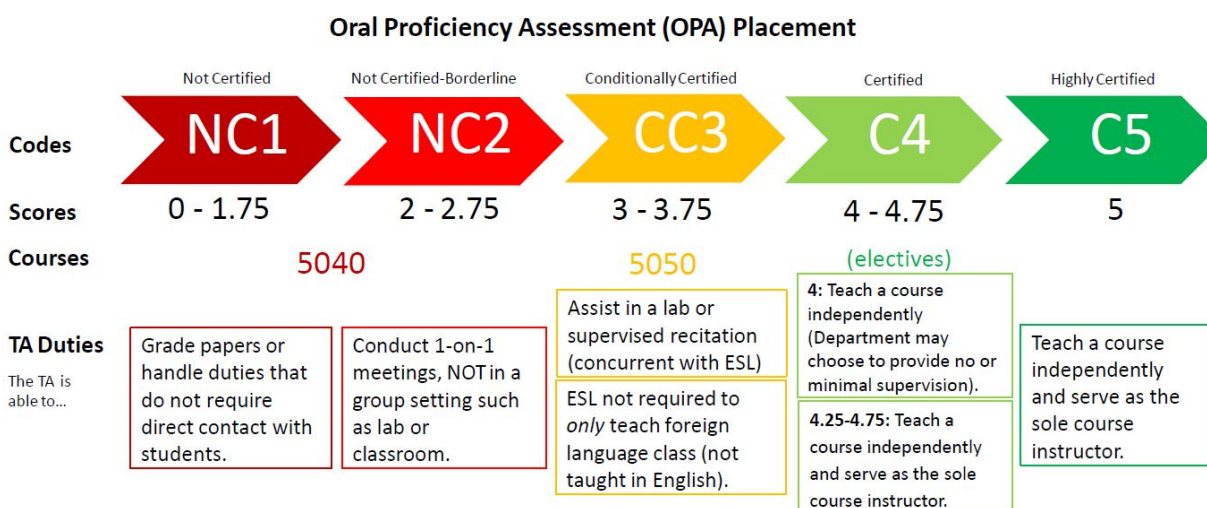 Oral Proficiency Assessment (OPA) Placement
Not Certified
Not Certified-Borderline
Conditionally Certified
Certified
Highly Certified
Codes
NC1
NC2
CC3
C4
C5
Scores
0 - 1.75
2 - 2.75
3 - 3.75
4 - 4.75
5
Courses
5040
5050
(electives)
TA Duties
The TA is
able to...
Grade papers or
handle duties that
do not require
direct contact with
students.
Conduct 1-on-1
meetings, NOT in a
group setting such
as lab or
classroom.
Assist in a lab or
supervised recitation
(concurrent with ESL)
ESL not required to
only teach foreign
language class (not
taught in English).
4: Teach a course
independently
(Department may
choose to provide no or
minimal supervision).
4.25-4.75: Teach a
course independently
and serve as the sole
course instructor.
Teach a course
independently
and serve as the
sole course
instructor.